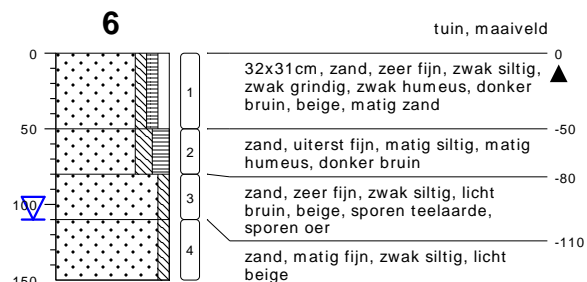 6
tuin, maaiveld
0
0
32x31cm, zand, zeer fijn, zwak siltig,
zwak grindig, zwak humeus, donker
bruin, beige, matig zand
1
50
-50
zand, uiterst fijn, matig siltig, matig
humeus, donker bruin
2
-80
zand, zeer fijn, zwak siltig, licht
bruin, beige, sporen teelaarde,
sporen oer
3
100
-110
zand, matig fijn, zwak siltig, licht
beige
4
150